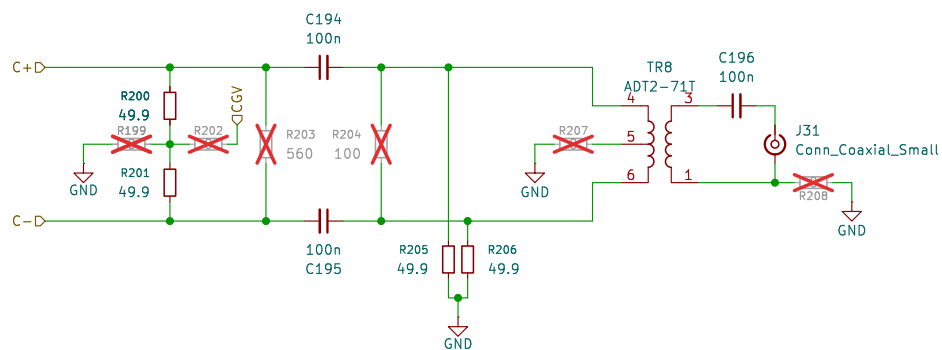 C194
100n
C+
C196
100n
TR8
ADT2-71T
CGV
R200
49.9
4
3
R199
R202
R203
560
R204
100
R207
5
J31
Conn_Coaxial_Small
GND
R201
49.9
GND
6
1
R208
C-
GND
100n
C195
R205
49.9
R206
49.9
GND